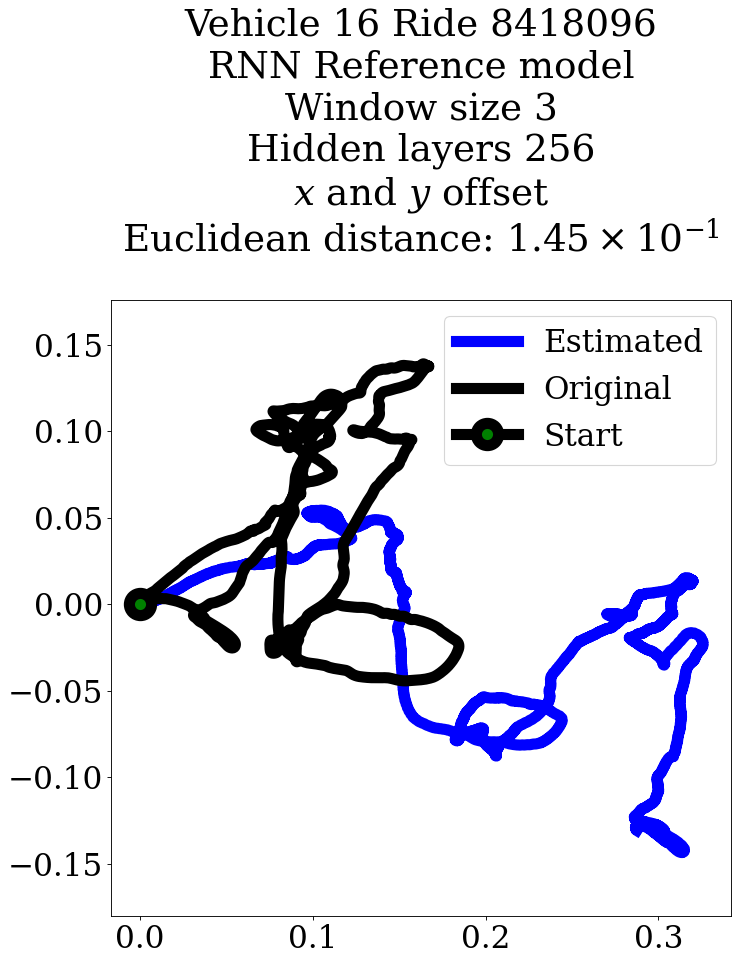 Vehicle 16 Ride 8418096
RNN Reference model
Window size 3
Hidden layers 256
x and y offset
Euclidean distance: 1.45 × 10⁻¹
Estimated
Original
Start
0.15
0.10
0.05
0.00
−0.05
−0.10
−0.15
0.0 0.1 0.2 0.3